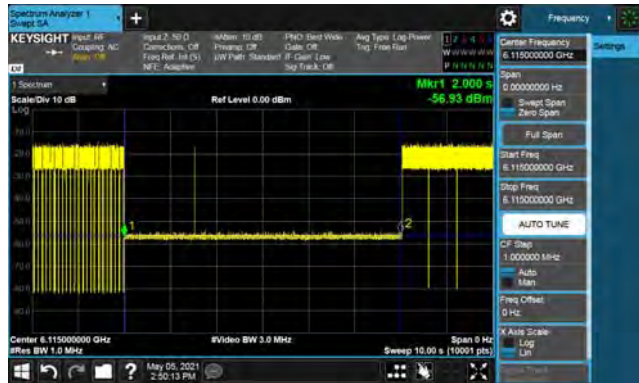 Spectrum Analyzer 1
Swept SA
+
Frequency
KEYSIGHT
Input: RF
Coupling: AC
Align: Off
Input Z: 50 Ω
Corrections: Off
Freq Ref: Int (S)
NFE: Adaptive
#Atten: 10 dB
Preamp: Off
µW Path: Standard
PNO: Best Wide
Gate: Off
IF Gain: Low
Sig Track: Off
Avg Type: Log-Power
Trig: Free Run
1 Spectrum
Scale/Div 10 dB
Log
Ref Level 0.00 dBm
Mkr1 2.000 s
-56.93 dBm
1
2
Center 6.115000000 GHz
#Res BW 1.0 MHz
#Video BW 3.0 MHz
Span 0 Hz
Sweep 10.00 s (10001 pts)
May 05, 2021
2:50:13 PM
Center Frequency
6.115000000 GHz
Settings
Span
0.00000000 Hz
Swept Span
Zero Span
Full Span
Start Freq
6.115000000 GHz
Stop Freq
6.115000000 GHz
AUTO TUNE
CF Step
1.000000 MHz
Auto
Man
Freq Offset
0 Hz
X Axis Scale
Log
Lin